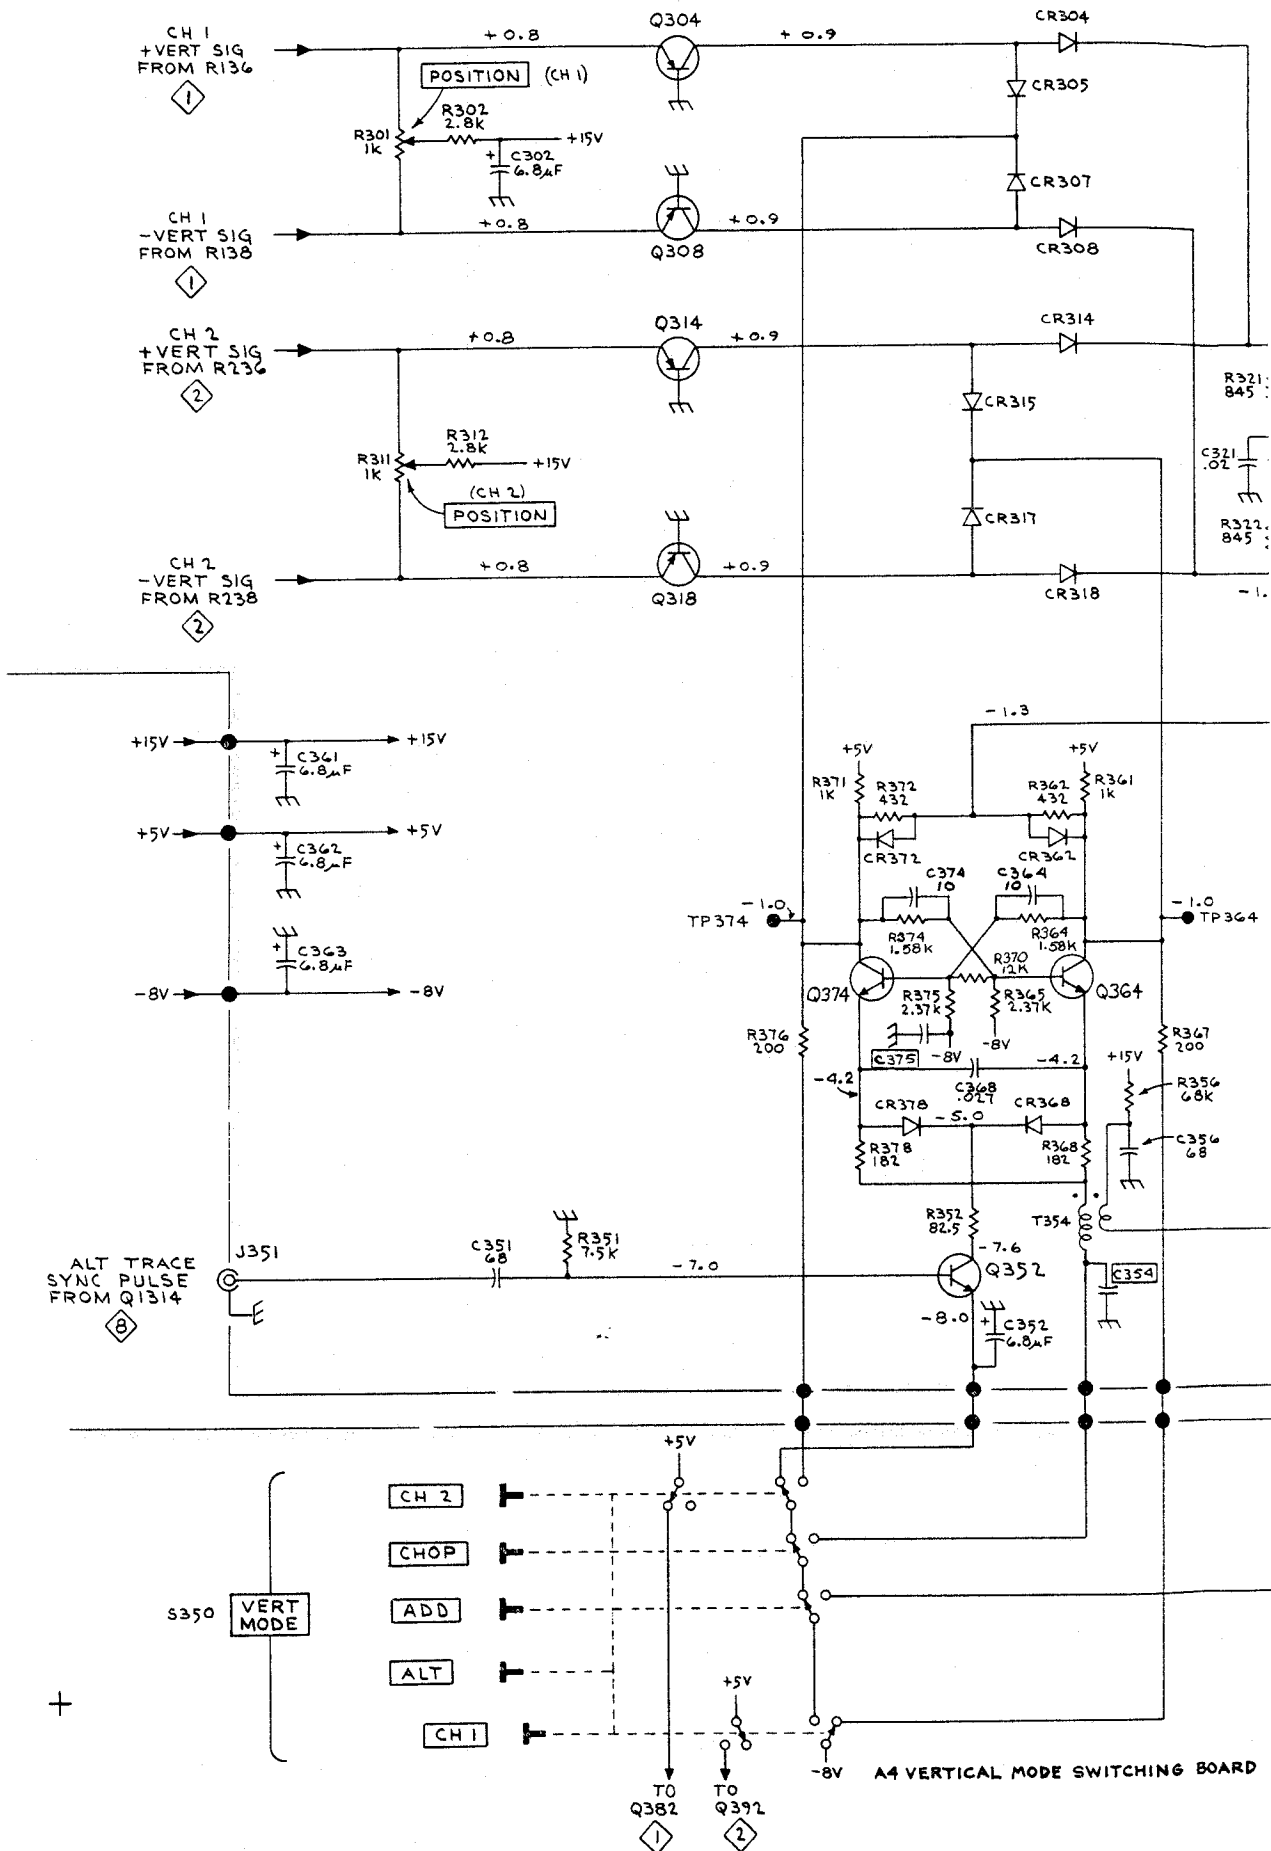 CH 1
+VERT SIG
FROM R136
1
+0.8
Q304
+0.9
CR304
POSITION (CH 1)
CR305
R301
1K
R302
2.8K
+15V
+ C302
6.8µF
CR307
CH 1
-VERT SIG
FROM R138
1
+0.8
Q308
+0.9
CR308
CH 2
+VERT SIG
FROM R236
2
+0.8
Q314
+0.9
CR314
R321
845
CR315
R311
1K
R312
2.8K
+15V
(CH 2)
POSITION
C321
.02
CR317
R322
845
CH 2
-VERT SIG
FROM R238
2
+0.8
Q318
+0.9
CR318
-1.
-1.3
+15V
+15V
+ C361
6.8µF
+5V
+5V
+ C362
6.8µF
-8V
-8V
+ C363
6.8µF
+5V
+5V
R371
1K
R372
432
R362
432
R361
1K
CR372
CR362
C374
10
C364
10
-1.0
TP374
-1.0
TP364
R374
1.58K
R364
1.58K
R370
12K
Q374
Q364
R375
2.37K
R365
2.37K
C375
-8V
-8V
R376
200
R367
200
-4.2
-4.2
C368
.027
+15V
R356
68K
CR378
-5.0
CR368
R378
182
R368
182
C356
68
T354
R352
82.5
-7.6
Q352
C354
ALT TRACE
SYNC PULSE
FROM Q1314
8
J351
C351
68
R351
7.5K
-7.0
-8.0
+ C352
6.8µF
+5V
CH 2
CHOP
S350
VERT
MODE
ADD
ALT
+5V
CH 1
-8V
A4 VERTICAL MODE SWITCHING BOARD
TO
Q382
1
TO
Q392
2